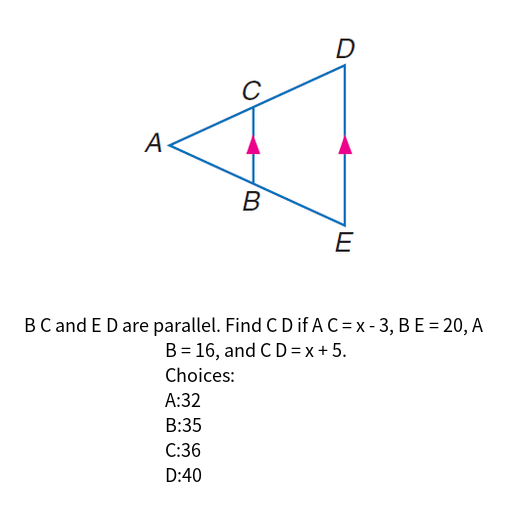 D
C
A
B
E
B C and E D are parallel. Find C D if A C = x - 3, B E = 20, A
B = 16, and C D = x + 5.
Choices:
A:32
B:35
C:36
D:40